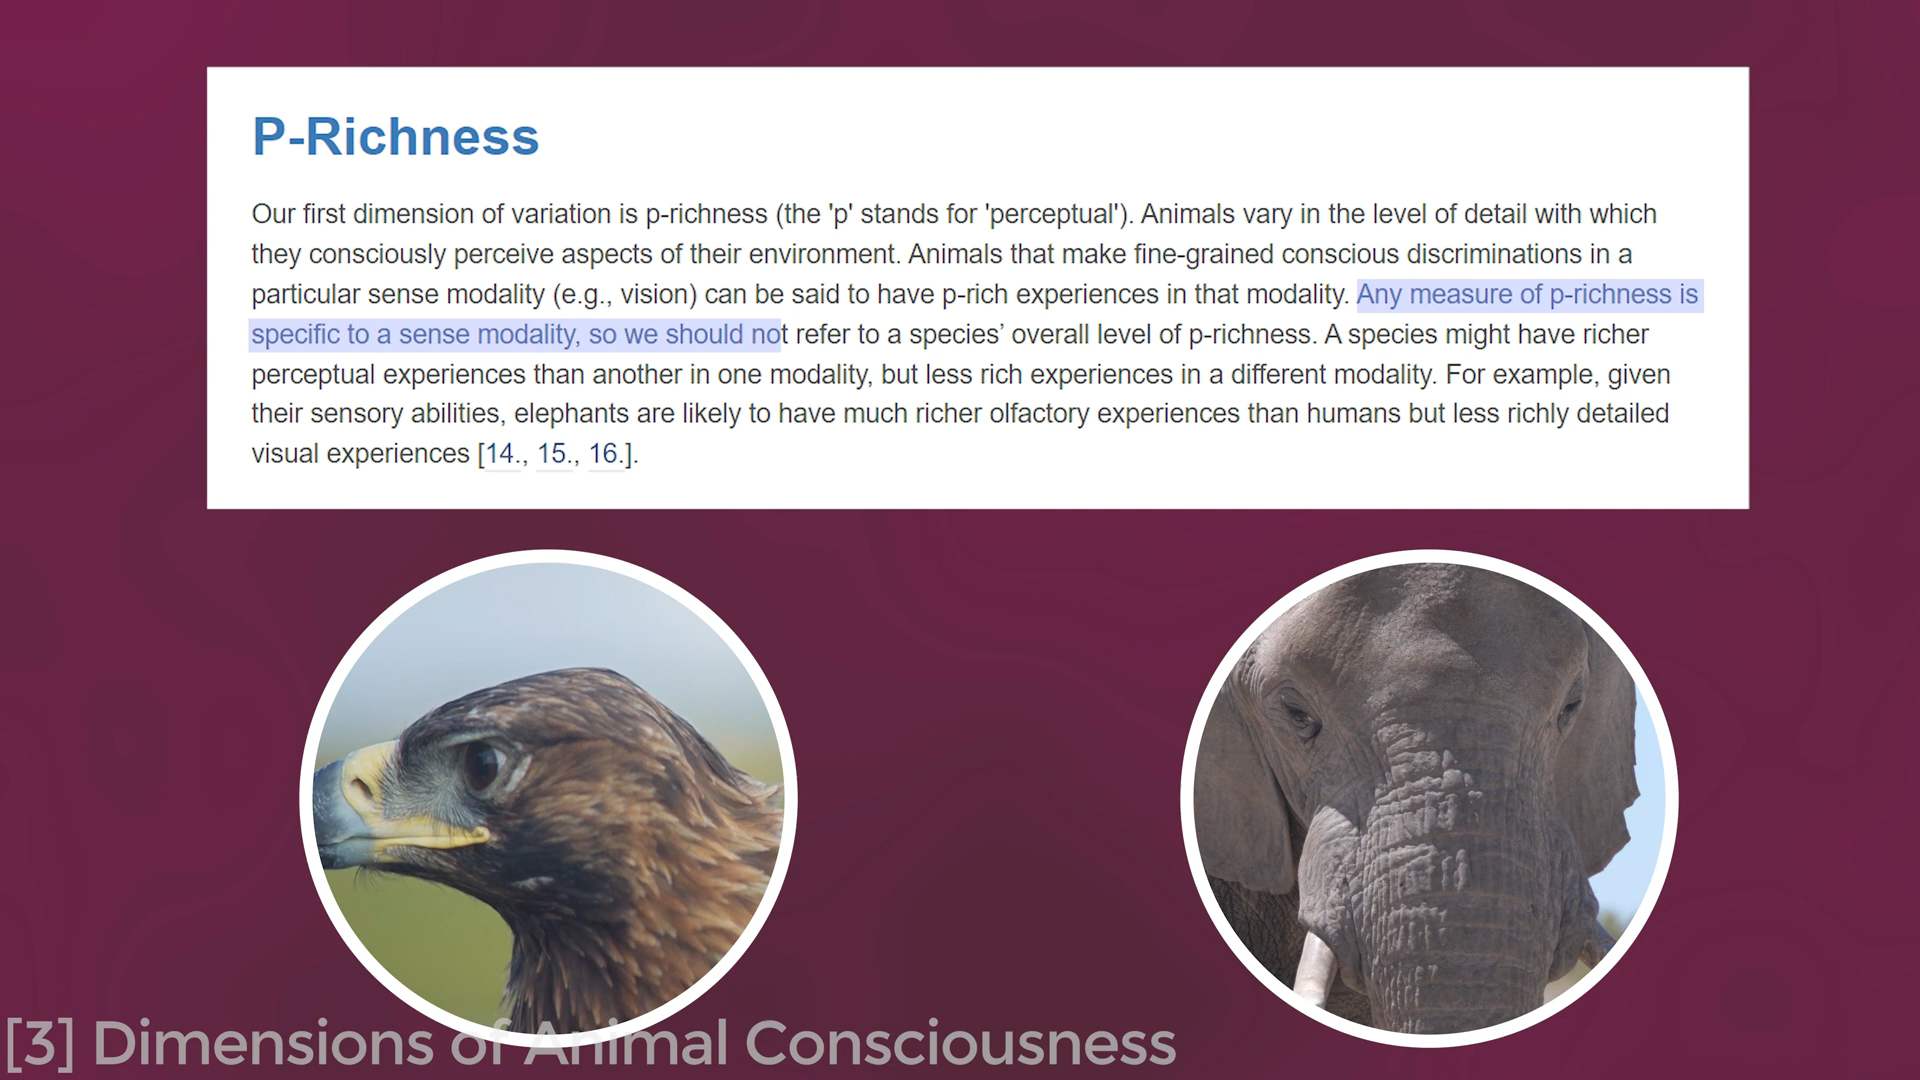 P-Richness
Our first dimension of variation is p-richness (the 'p' stands for 'perceptual'). Animals vary in the level of detail with which
they consciously perceive aspects of their environment. Animals that make fine-grained conscious discriminations in a
particular sense modality (e.g., vision) can be said to have p-rich experiences in that modality. Any measure of p-richness is
specific to a sense modality, so we should not refer to a species’ overall level of p-richness. A species might have richer
perceptual experiences than another in one modality, but less rich experiences in a different modality. For example, given
their sensory abilities, elephants are likely to have much richer olfactory experiences than humans but less richly detailed
visual experiences [14., 15., 16.].
[3] Dimensions of Animal Consciousness